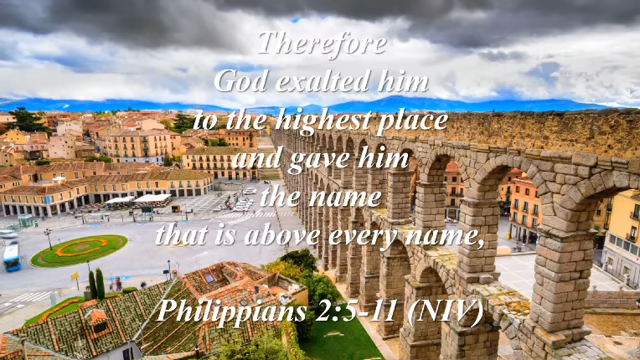 Therefore
God exalted him
to the highest place
and gave him
the name
that is above every name,
Philippians 2:5-11 (NIV)